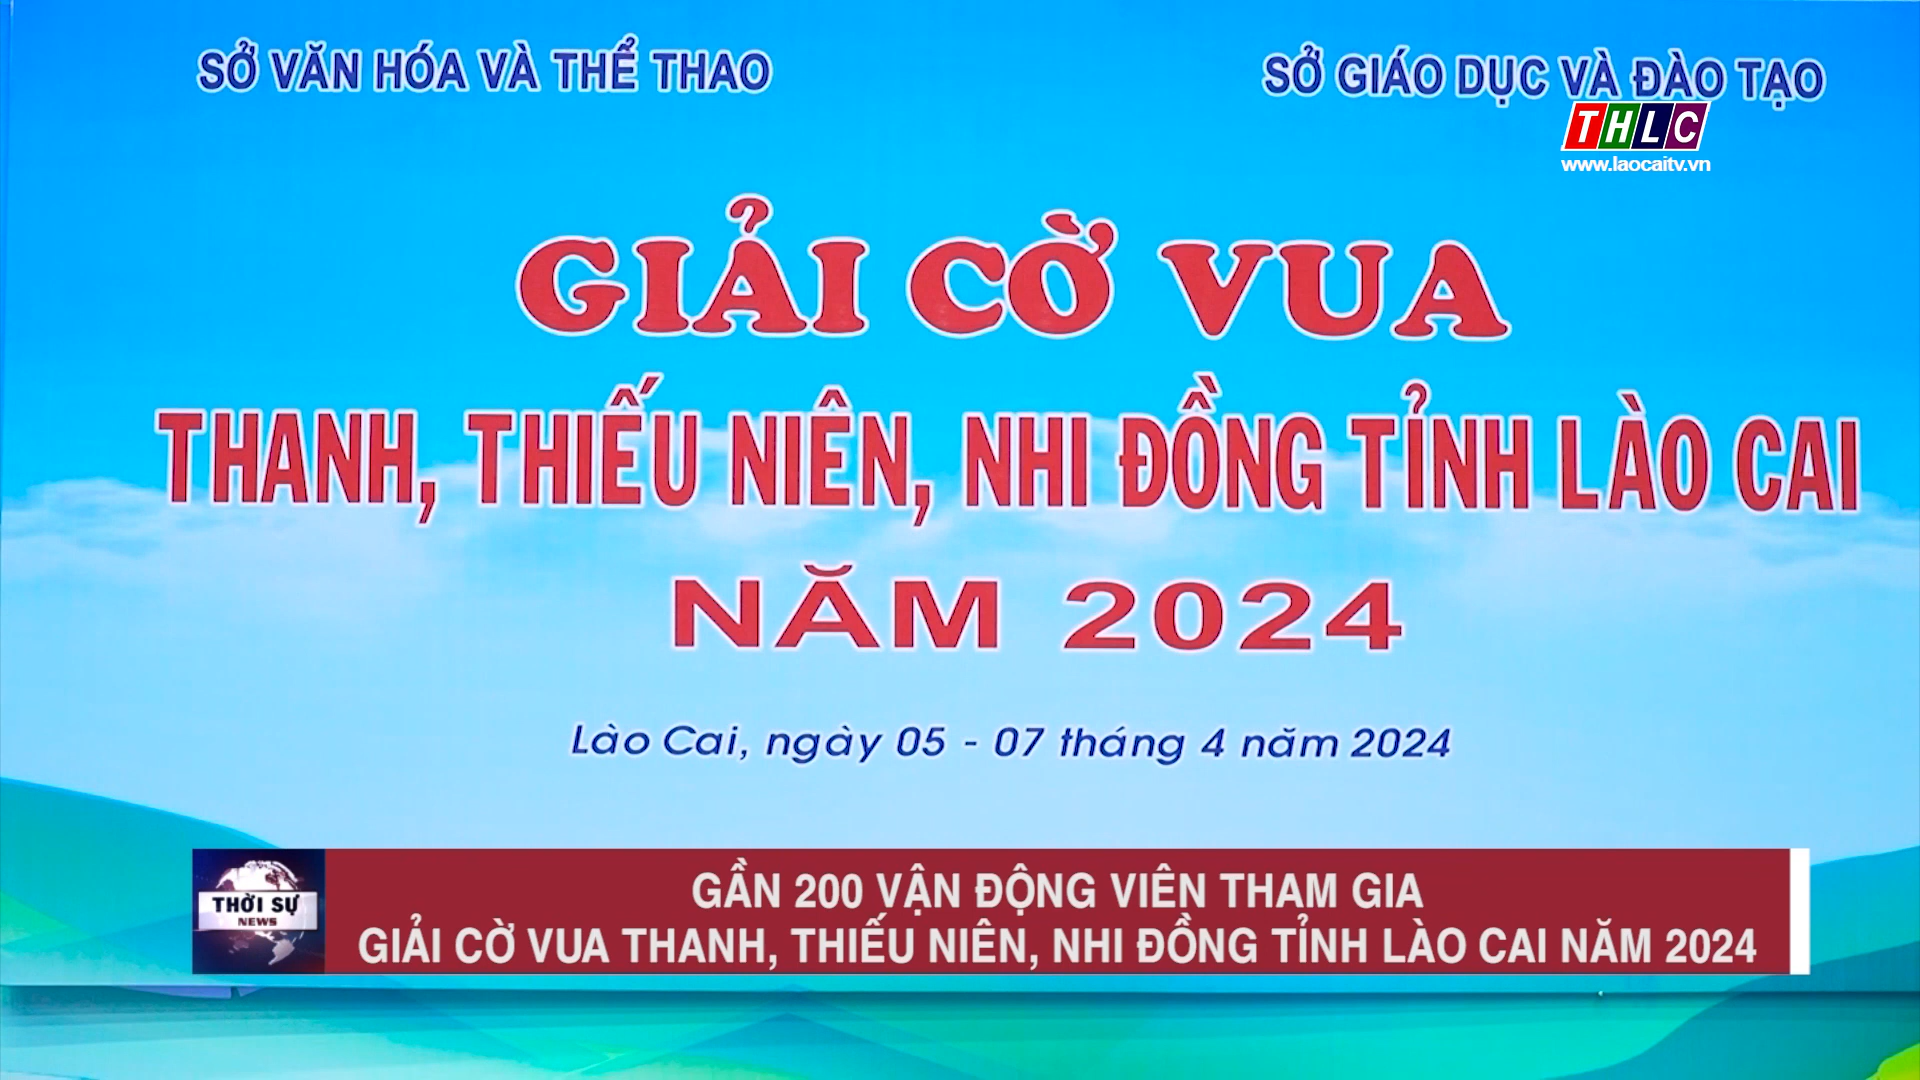 SỞ VĂN HÓA VÀ THỂ THAO
SỞ GIÁO DỤC VÀ ĐÀO TẠO
THLC
www.laocaitv.vn
GIẢI CỜ VUA
THANH, THIẾU NIÊN, NHI ĐỒNG TỈNH LÀO CAI
NĂM 2024
Lào Cai, ngày 05 - 07 tháng 4 năm 2024
THỜI SỰ
NEWS
GẦN 200 VẬN ĐỘNG VIÊN THAM GIA
GIẢI CỜ VUA THANH, THIẾU NIÊN, NHI ĐỒNG TỈNH LÀO CAI NĂM 2024